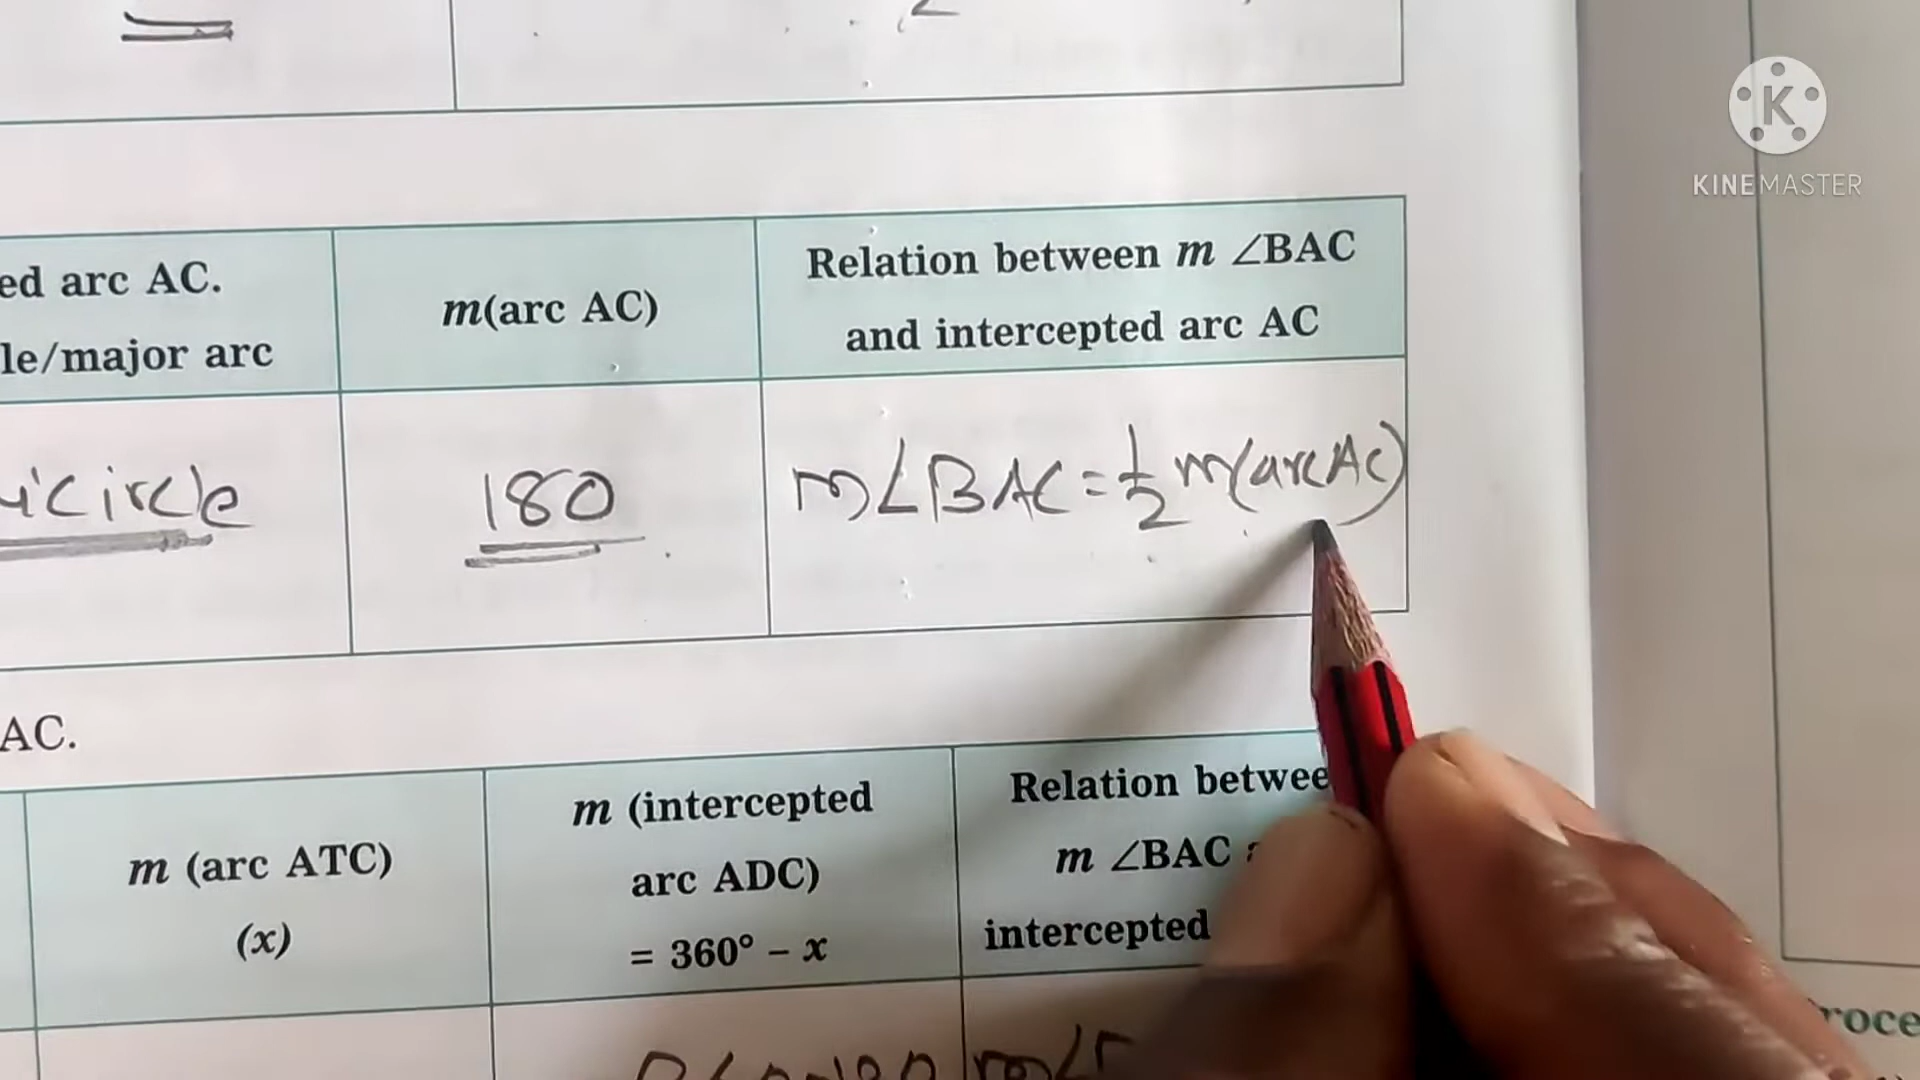 KINEMASTER
ed arc AC.
le/major arc
m(arc AC)
Relation between m ∠BAC
and intercepted arc AC
icircle
180
m∠BAC = 1/2 m(arc AC)
AC.
m (arc ATC)
(x)
m (intercepted
arc ADC)
= 360° – x
Relation betwee
m ∠BAC
intercepted
roce